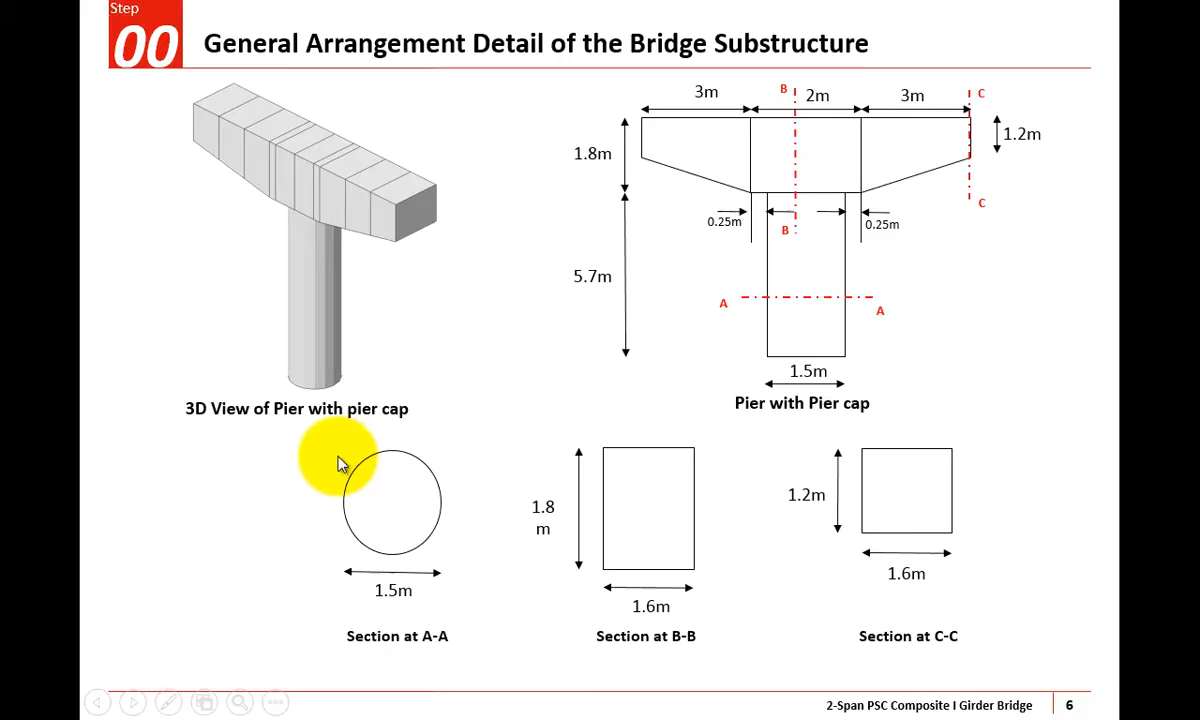 Step
00
General Arrangement Detail of the Bridge Substructure
3m
B
2m
3m
C
1.2m
1.8m
C
0.25m
B
0.25m
5.7m
A
A
1.5m
3D View of Pier with pier cap
Pier with Pier cap
1.8
m
1.2m
1.5m
1.6m
1.6m
Section at A-A
Section at B-B
Section at C-C
2-Span PSC Composite I Girder Bridge
6